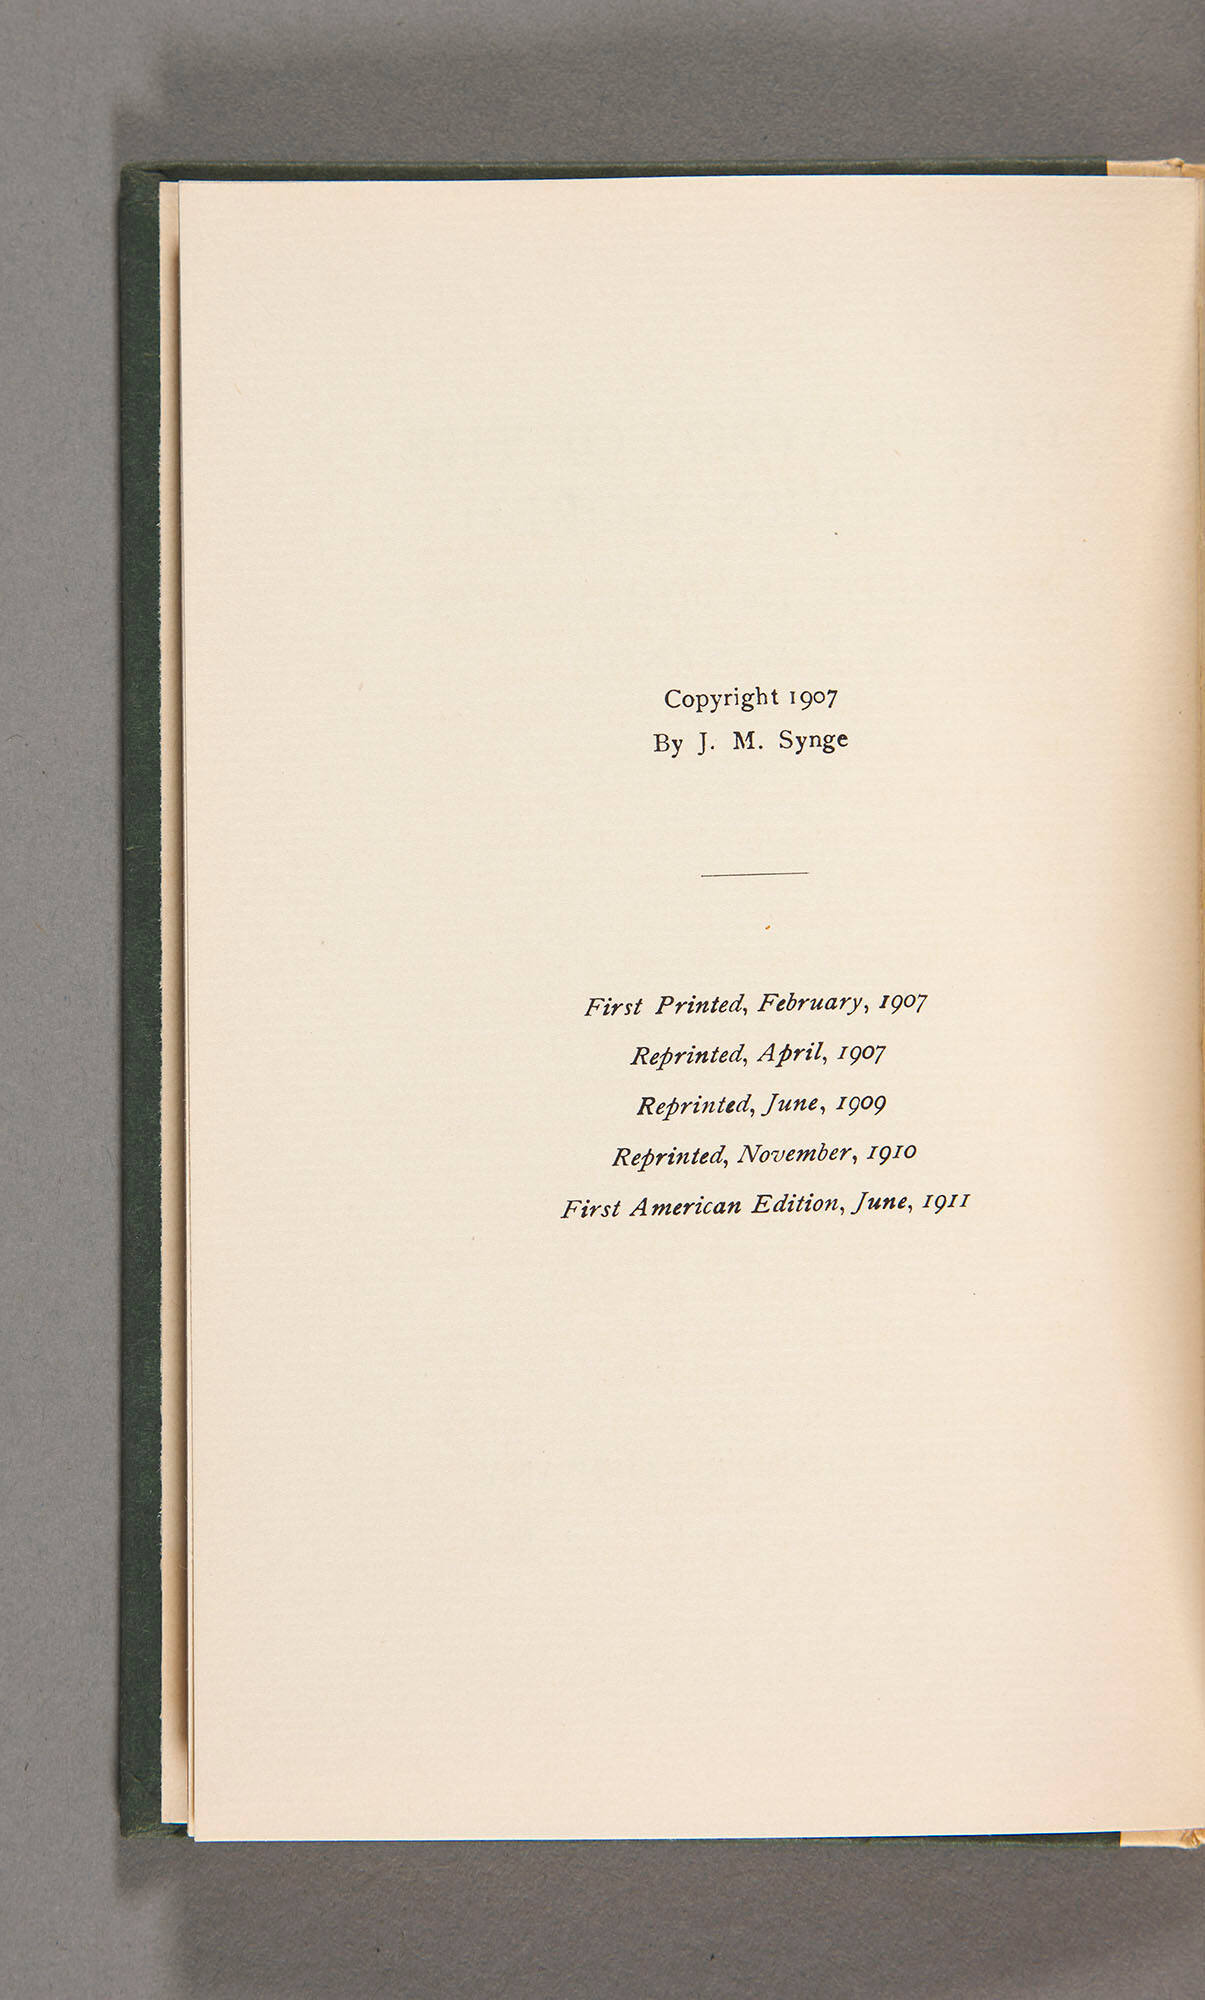 Copyright 1907
By J. M. Synge
First Printed, February, 1907
Reprinted, April, 1907
Reprinted, June, 1909
Reprinted, November, 1910
First American Edition, June, 1911